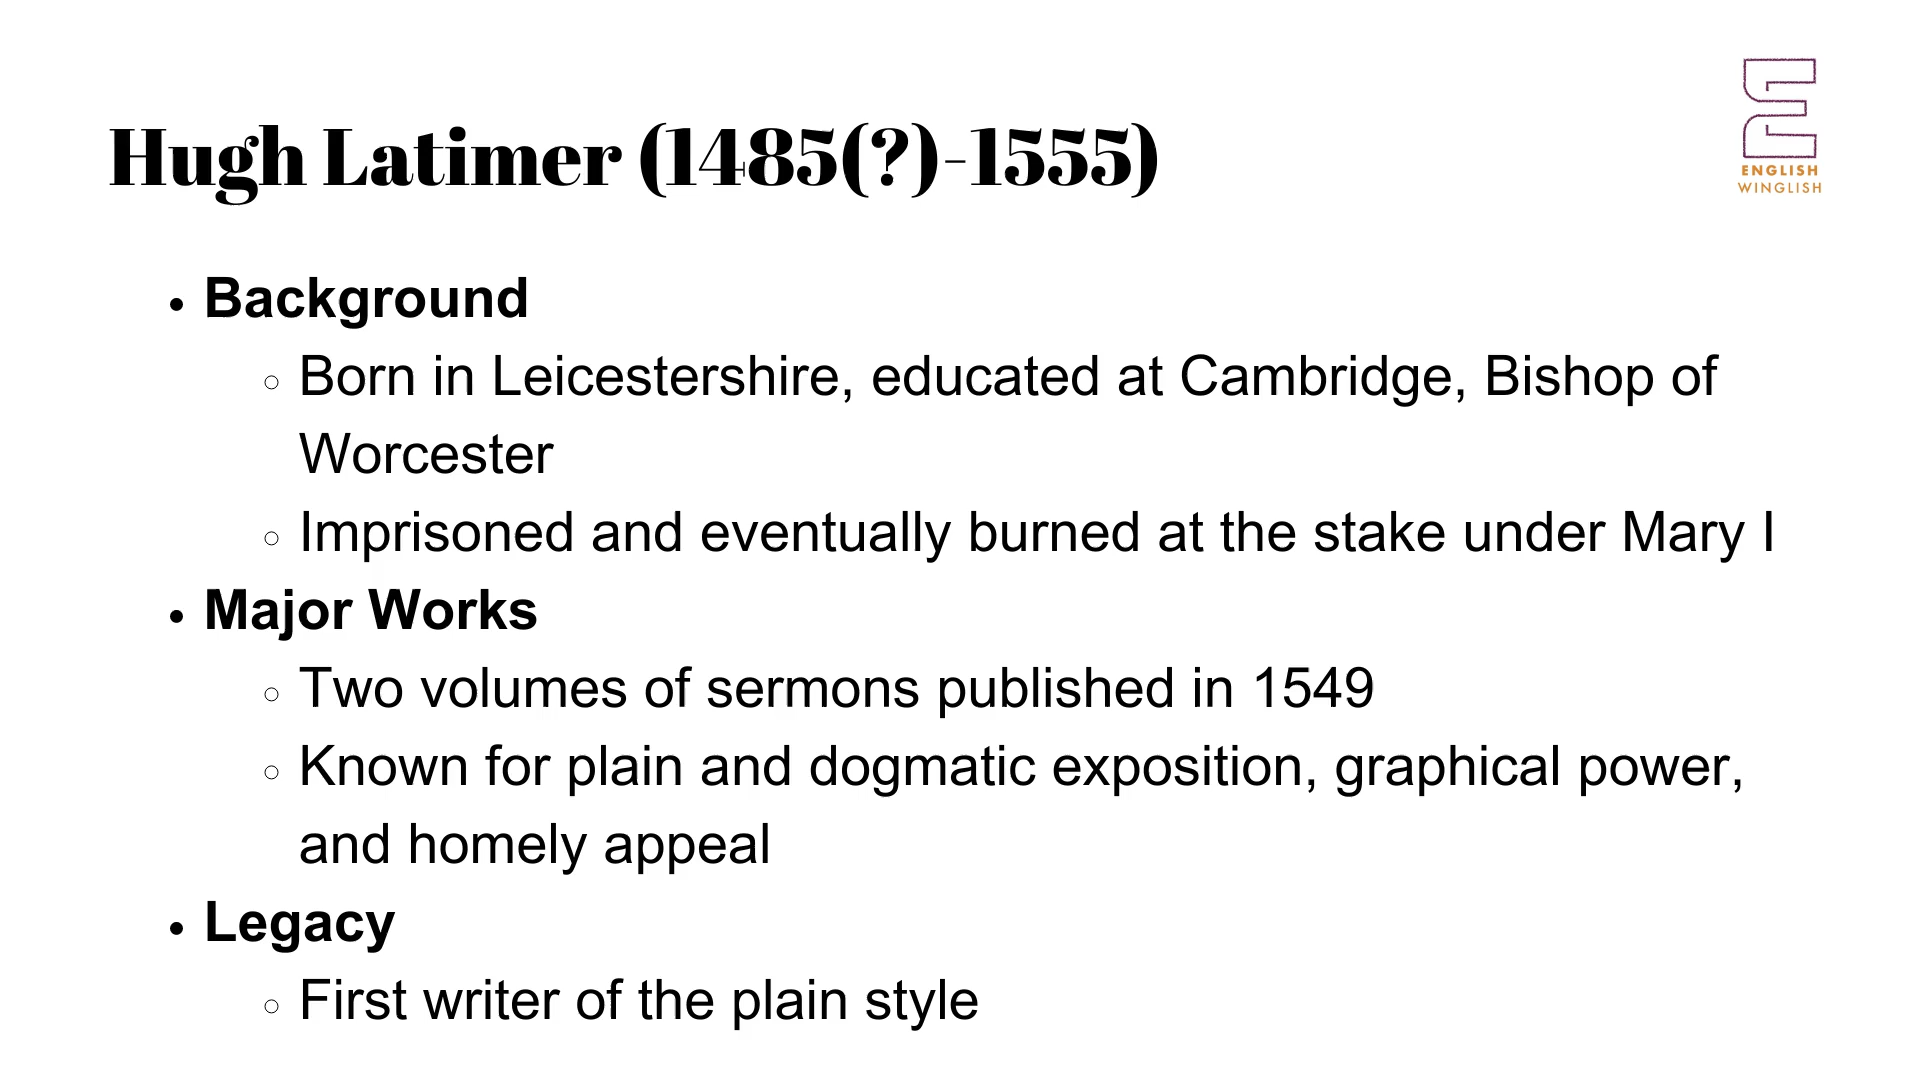 Hugh Latimer (1485(?)-1555)
ENGLISH
WINGLISH
• Background
◦ Born in Leicestershire, educated at Cambridge, Bishop of
Worcester
◦ Imprisoned and eventually burned at the stake under Mary I
• Major Works
◦ Two volumes of sermons published in 1549
◦ Known for plain and dogmatic exposition, graphical power,
and homely appeal
• Legacy
◦ First writer of the plain style